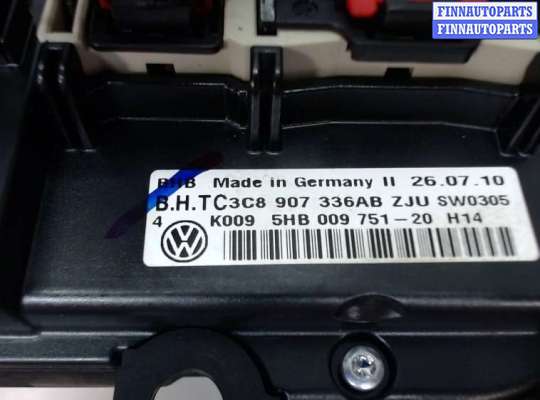 FINNAUTOPARTS
FINNAUTOPARTS
BHB Made in Germany II 26.07.10
B.H.TC3C8 907 336AB ZJU SW0305
4 K009 5HB 009 751-20 H14